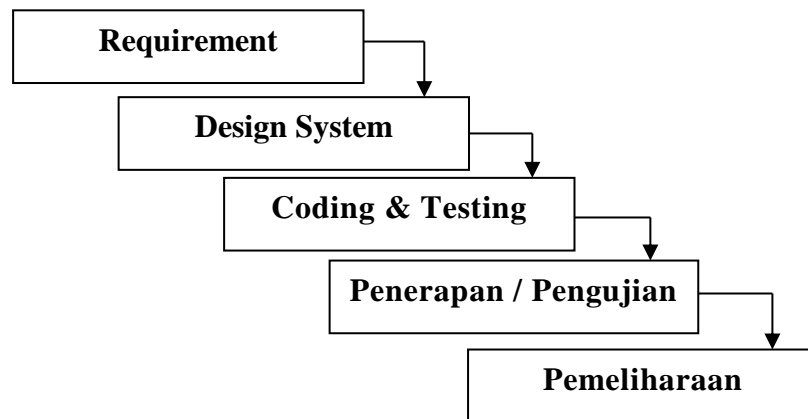 Requirement
Design System
Coding & Testing
Penerapan / Pengujian
Pemeliharaan